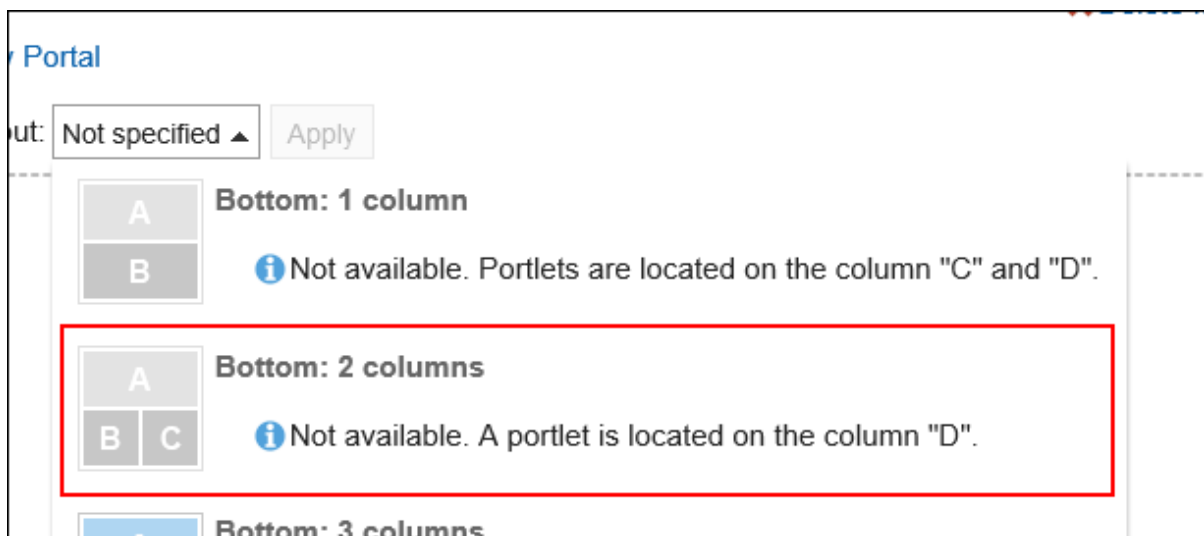 Portal
out: Not specified Apply
A
Bottom: 1 column
B
Not available. Portlets are located on the column "C" and "D".
A
Bottom: 2 columns
B C
Not available. A portlet is located on the column "D".
Bottom: 3 columns